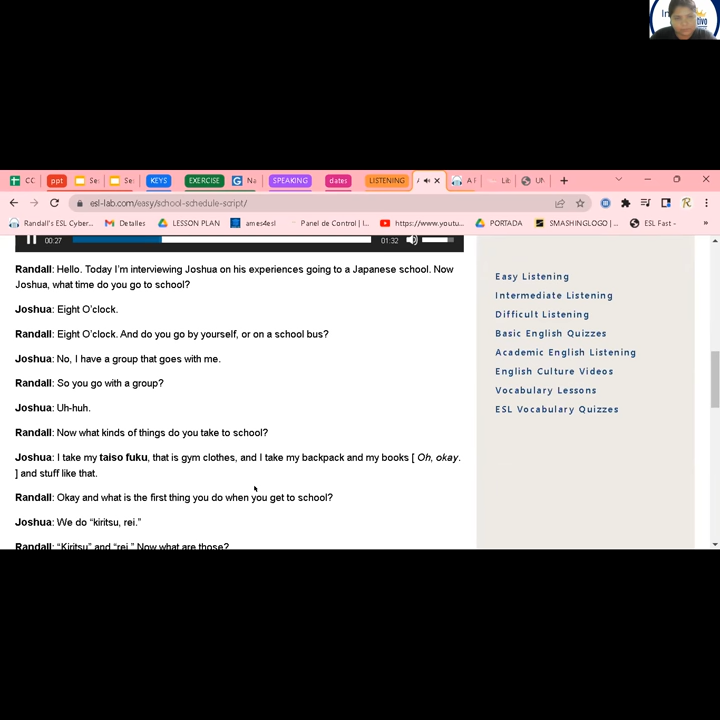 CC
ppt
Se:
Se:
KEYS
EXERCISE
Na
SPEAKING
dates
LISTENING
esl-lab.com/easy/school-schedule-script/
Randall's ESL Cyber...
Detalles
LESSON PLAN
ames4esl
Panel de Control | I...
https://www.youtu...
PORTADA
SMASHINGLOGO | ...
ESL Fast -
»
00:27
01:32
Randall: Hello. Today I'm interviewing Joshua on his experiences going to a Japanese school. Now
Joshua, what time do you go to school?
Joshua: Eight O'clock.
Randall: Eight O'clock. And do you go by yourself, or on a school bus?
Joshua: No, I have a group that goes with me.
Randall: So you go with a group?
Joshua: Uh-huh.
Randall: Now what kinds of things do you take to school?
Joshua: I take my taiso fuku, that is gym clothes, and I take my backpack and my books [ Oh, okay.
] and stuff like that.
Randall: Okay and what is the first thing you do when you get to school?
Joshua: We do "kiritsu, rei."
Randall: "Kiritsu" and "rei." Now what are those?
Easy Listening
Intermediate Listening
Difficult Listening
Basic English Quizzes
Academic English Listening
English Culture Videos
Vocabulary Lessons
ESL Vocabulary Quizzes